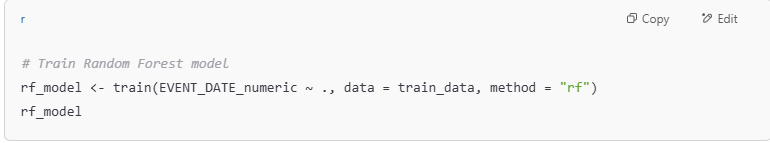 r
Copy
Edit
# Train Random Forest model
rf_model <- train(EVENT_DATE_numeric ~ ., data = train_data, method = "rf")
rf_model